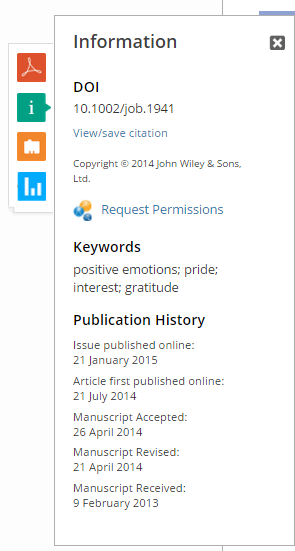 Information
DOI
10.1002/job.1941
View/save citation
Copyright © 2014 John Wiley & Sons,
Ltd.
Request Permissions
Keywords
positive emotions; pride;
interest; gratitude
Publication History
Issue published online:
21 January 2015
Article first published online:
21 July 2014
Manuscript Accepted:
26 April 2014
Manuscript Revised:
21 April 2014
Manuscript Received:
9 February 2013